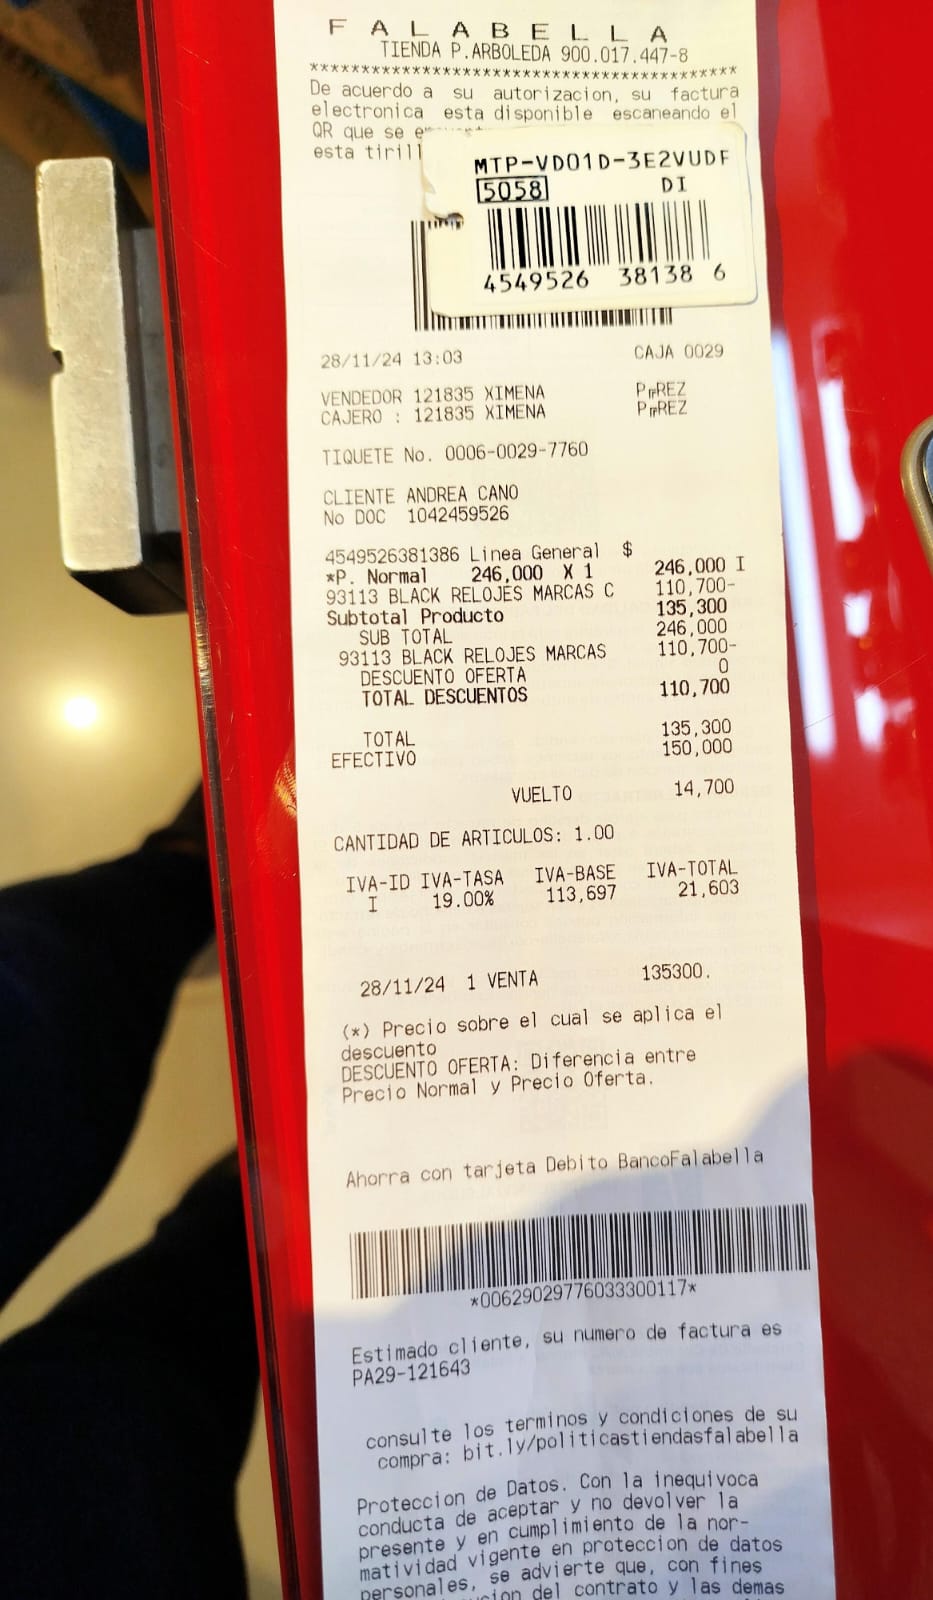 F A L A B E L L A
TIENDA P.ARBOLEDA 900.017.447-8
****************************************
De acuerdo a su autorizacion, su factura
electronica esta disponible escaneando el
QR que se
esta
MTP-VD01D-3E2VUDF
5058 DI
4549526 38138 6
28/11/24 13:03 CAJA 0029
VENDEDOR 121835 XIMENA
CAJERO : 121835 XIMENA
TIQUETE No. 0006-0029-7760
CLIENTE ANDREA CANO
No DOC 1042459526
4549526381386 Linea General $
*P. Normal 246,000 X 1 246,000 I
93113 BLACK RELOJES MARCAS C 110,700-
Subtotal Producto 135,300
SUB TOTAL 246,000
93113 BLACK RELOJES MARCAS 110,700-
DESCUENTO OFERTA 0
TOTAL DESCUENTOS 110,700
TOTAL 135,300
EFECTIVO 150,000
VUELTO 14,700
CANTIDAD DE ARTICULOS: 1.00
IVA-ID IVA-TASA IVA-BASE IVA-TOTAL
I 19.00% 113,697 21,603
28/11/24 1 VENTA 135300.
(*) Precio sobre el cual se aplica el
descuento
DESCUENTO OFERTA: Diferencia entre
Precio Normal y Precio Oferta.
Ahorra con tarjeta Debito BancoFalabella
*00629029776033300117*
Estimado cliente, su numero de factura es
PA29-121643
consulte los terminos y condiciones de su
compra: bit.ly/politicastiendasfalabella
Proteccion de Datos. Con la inequivoca
conducta de aceptar y no devolver la
presente y en cumplimiento de la nor-
matividad vigente en proteccion de datos
personales, se advierte que, con fines
del contrato y las demas